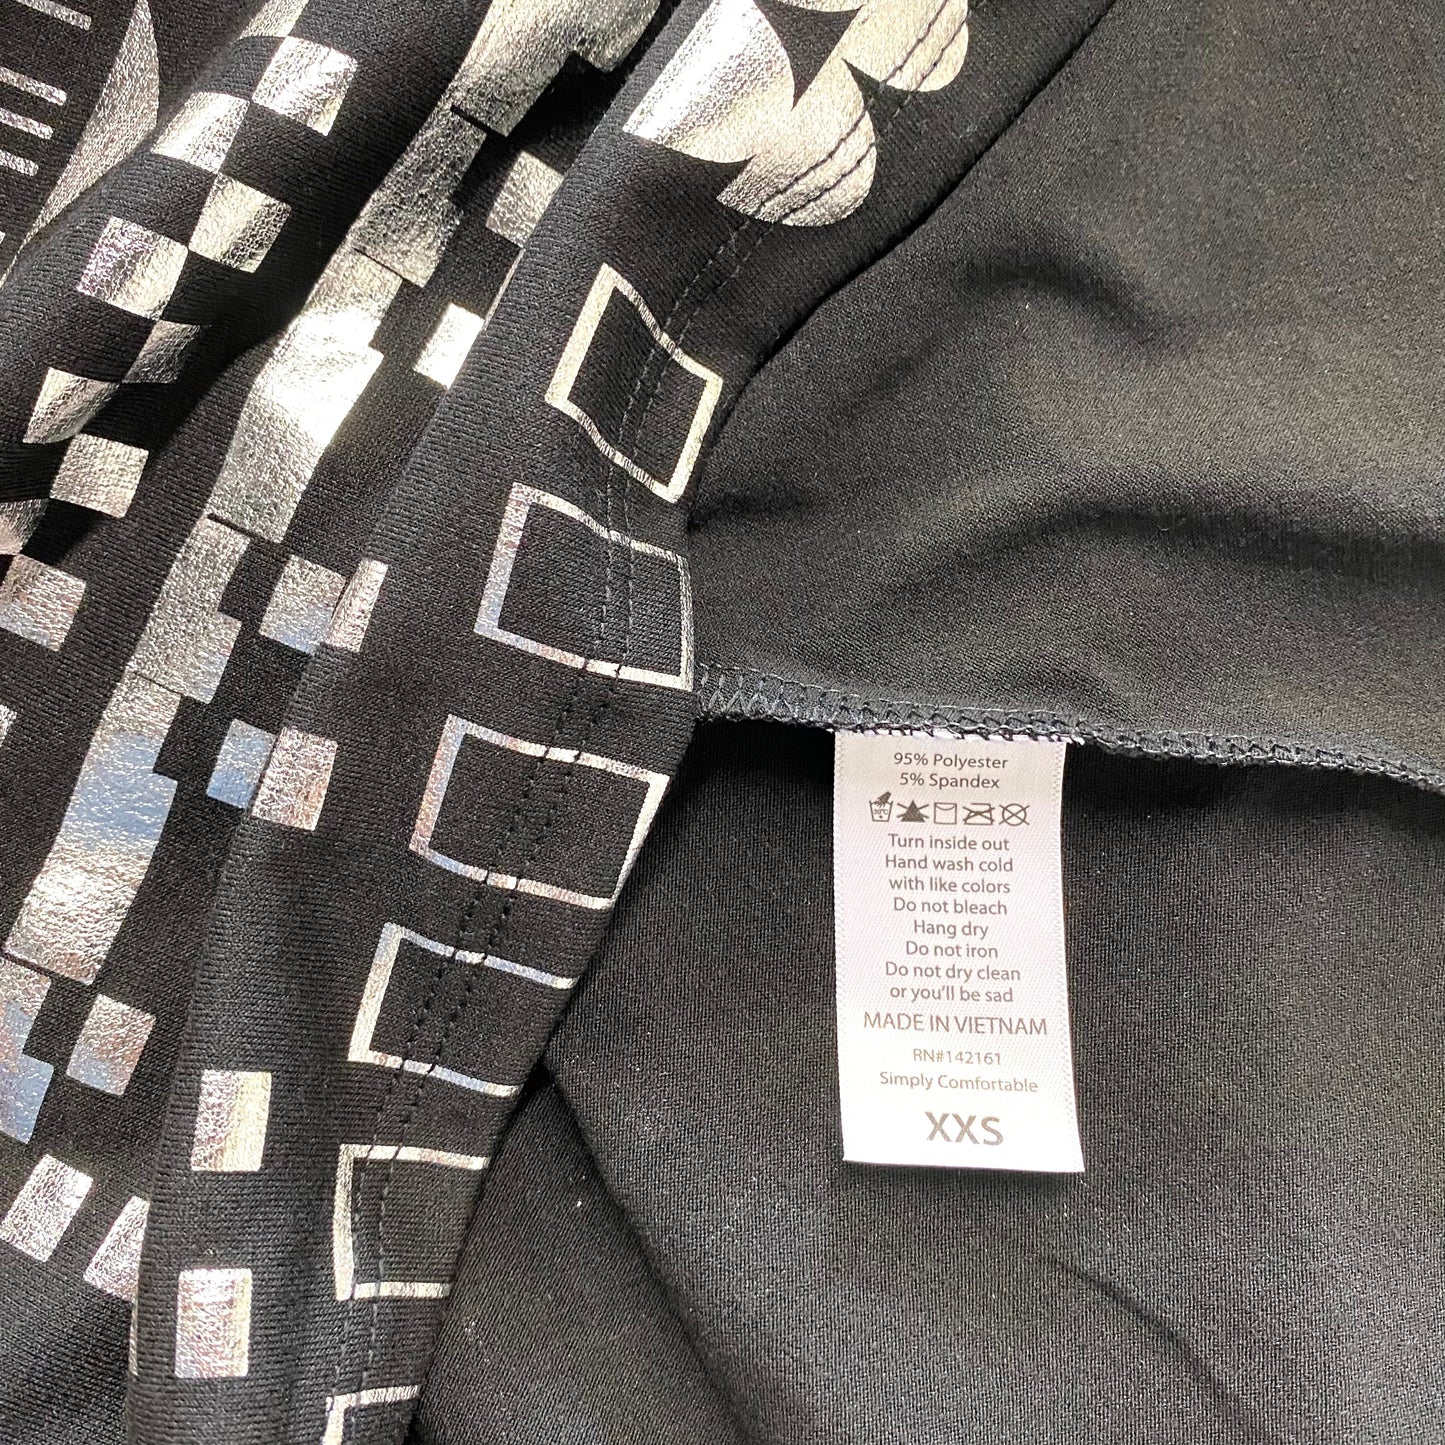 95% Polyester
5% Spandex
30°C
Turn inside out
Hand wash cold
with like colors
Do not bleach
Hang dry
Do not iron
Do not dry clean
or you'll be sad
MADE IN VIETNAM
RN#142161
Simply Comfortable
XXS